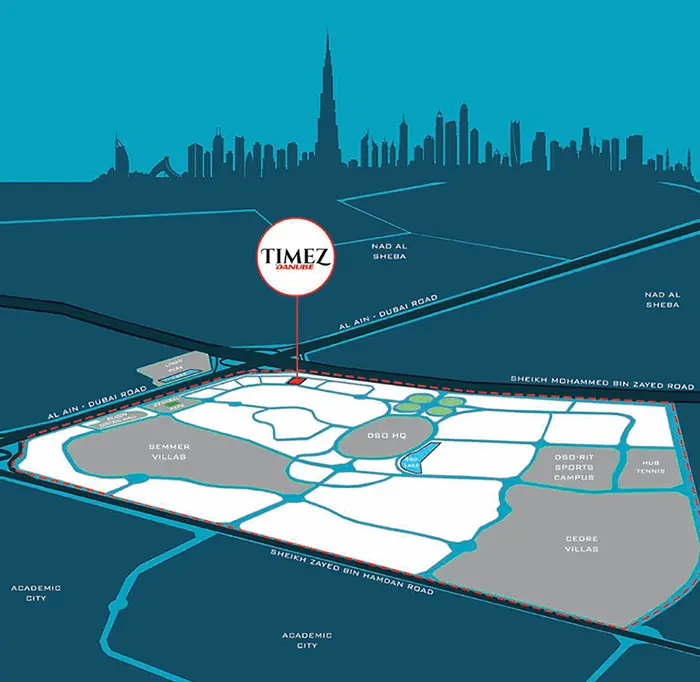 NAD AL
SHEBA
TIMEZ
DANUBE
NAD AL
SHEBA
AL AIN - DUBAI ROAD
SHEIKH MOHAMMED BIN ZAYED ROAD
AL AIN - DUBAI ROAD
SEMMER
VILLAS
DSO HQ
DSO
LAKE
DSO-RIT
SPORTS
CAMPUS
HUB
TENNIS
CEDRE
VILLAS
SHEIKH ZAYED BIN HAMDAN ROAD
ACADEMIC
CITY
ACADEMIC
CITY